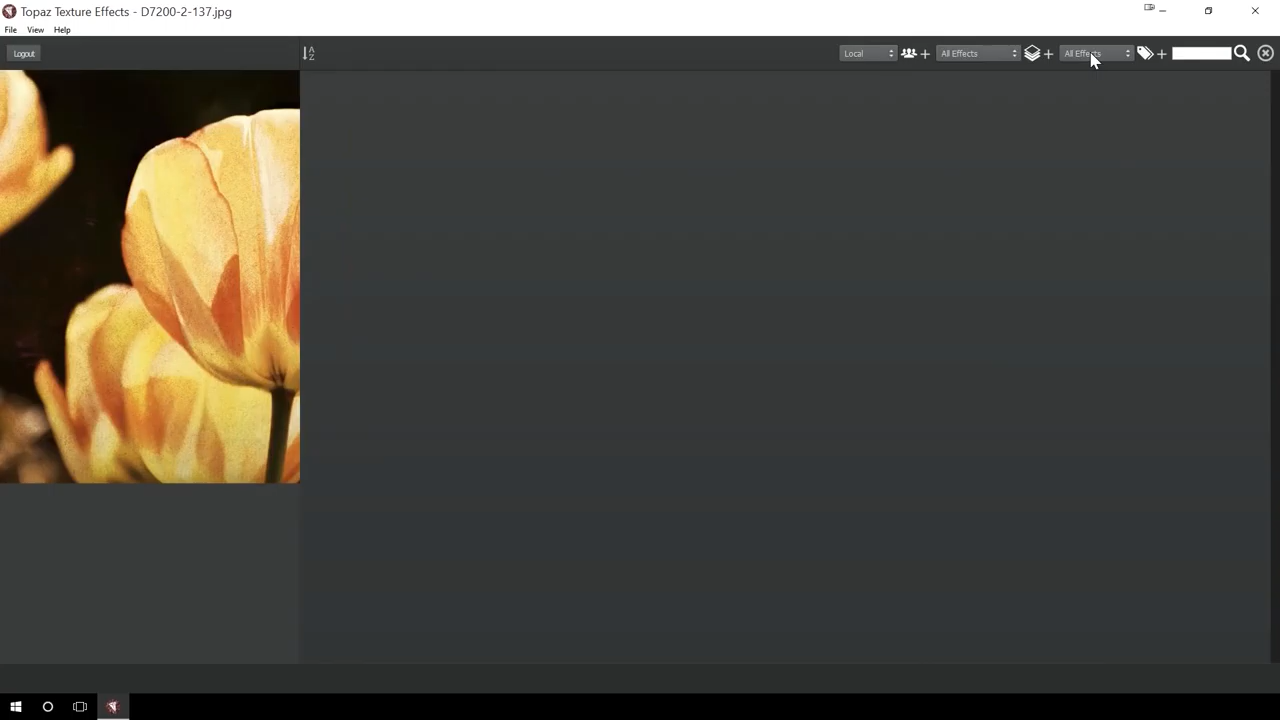 Topaz Texture Effects - D7200-2-137.jpg
File View Help
Logout
A
Z
Local
All Effects
All Effects